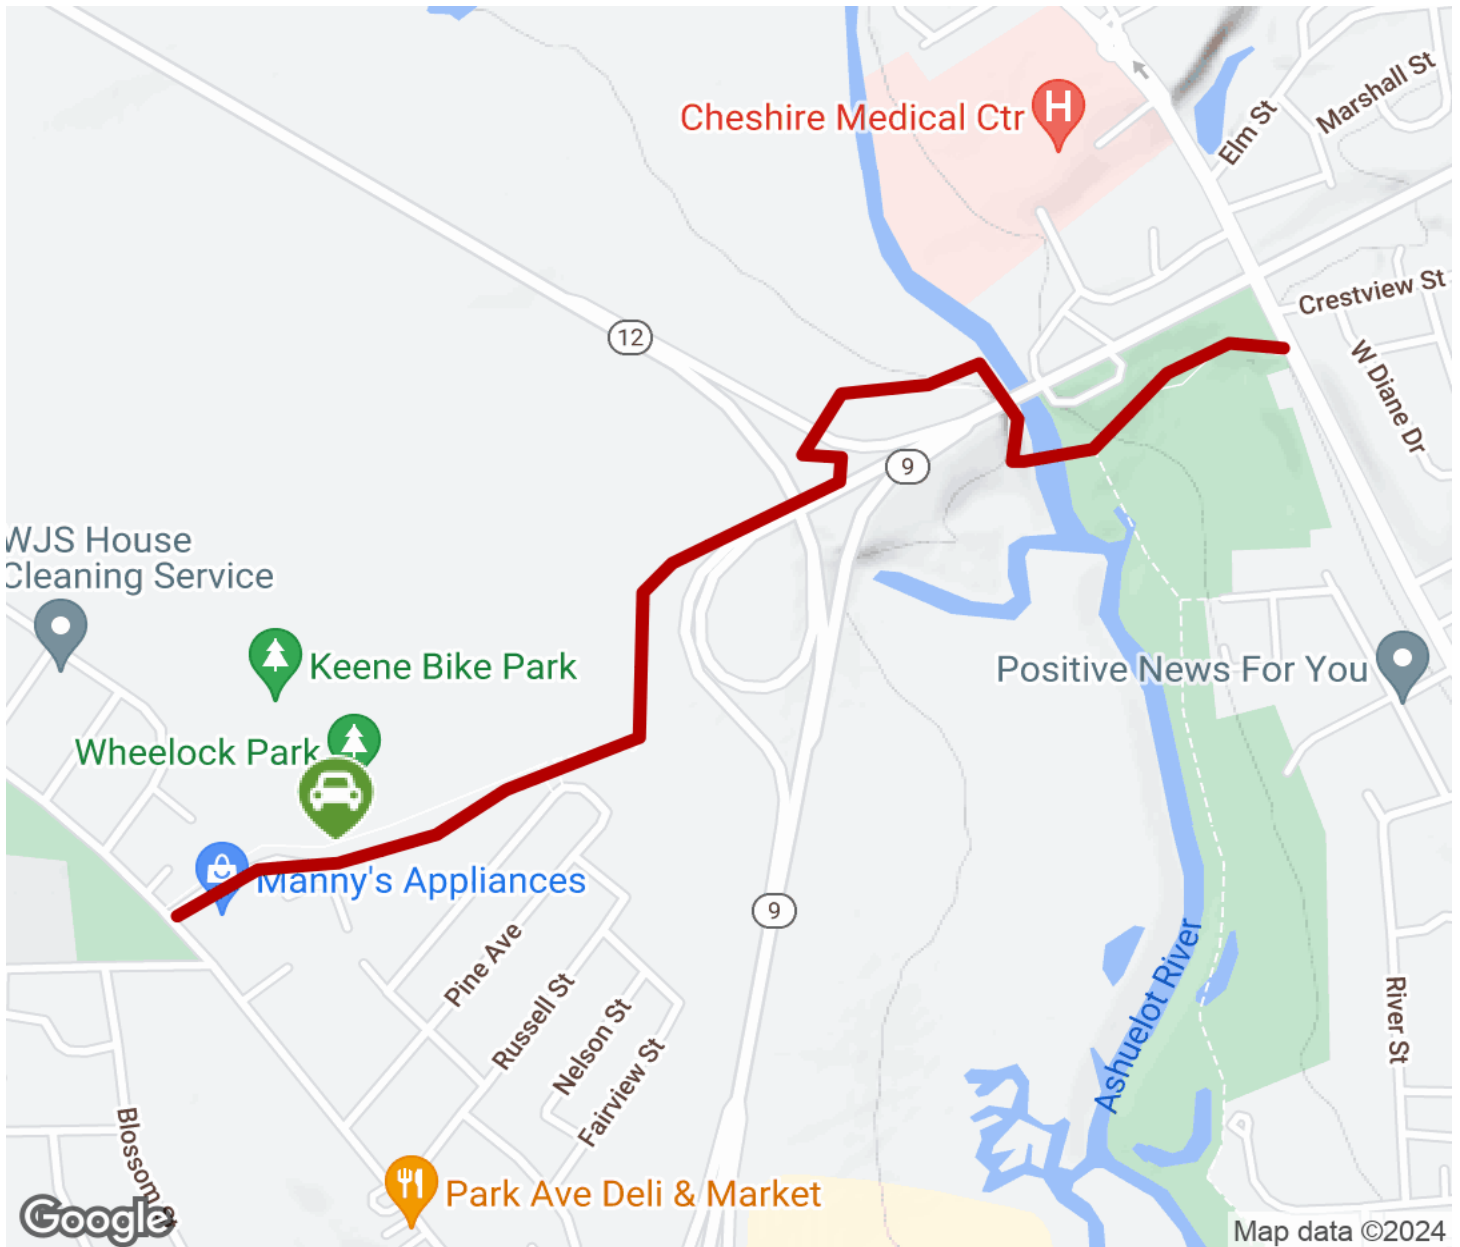 Cheshire Medical Ctr
H
Elm St
Marshall St
Crestview St
W Diane Dr
12
9
WJS House
Cleaning Service
Keene Bike Park
Wheelock Park
Positive News For You
Manny's Appliances
9
Pine Ave
Russell St
Nelson St
Fairview St
Ashuelot River
River St
Blossom St
Park Ave Deli & Market
Google
Map data ©2024